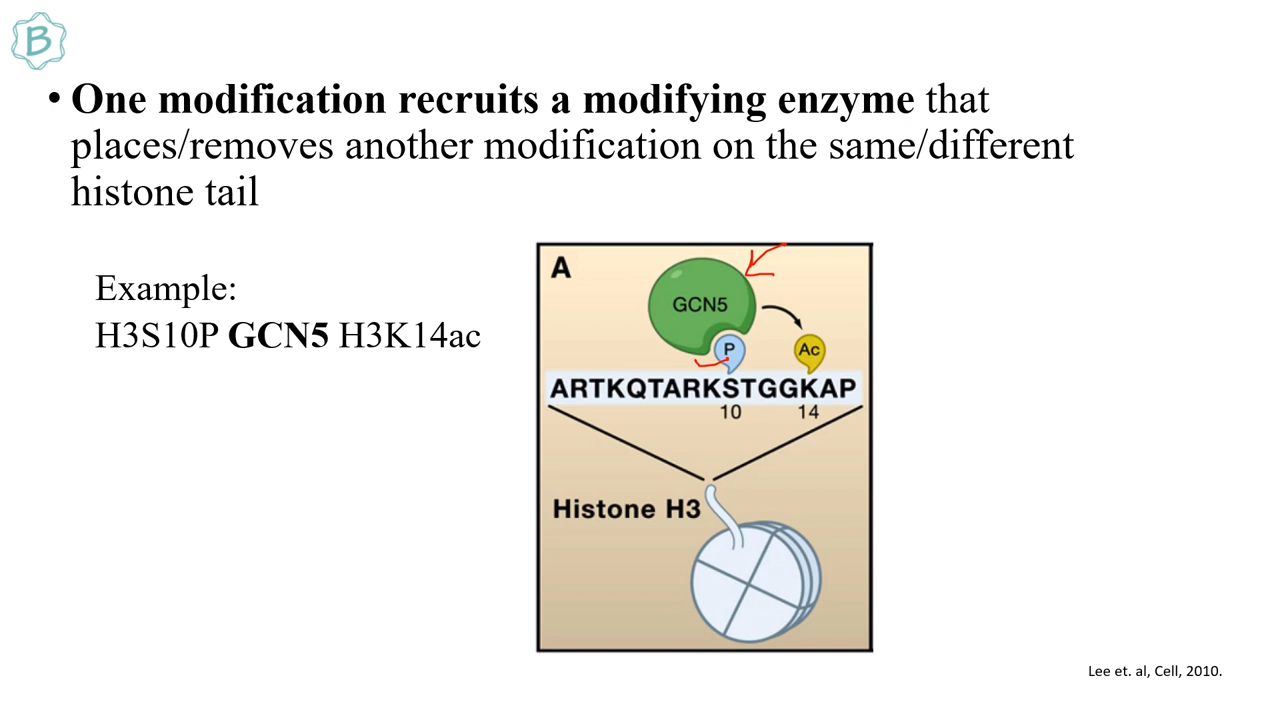 B
• One modification recruits a modifying enzyme that
places/removes another modification on the same/different
histone tail
Example:
H3S10P GCN5 H3K14ac
A
GCN5
P
Ac
ARTKQTARKSTGGKAP
10 14
Histone H3
Lee et. al, Cell, 2010.